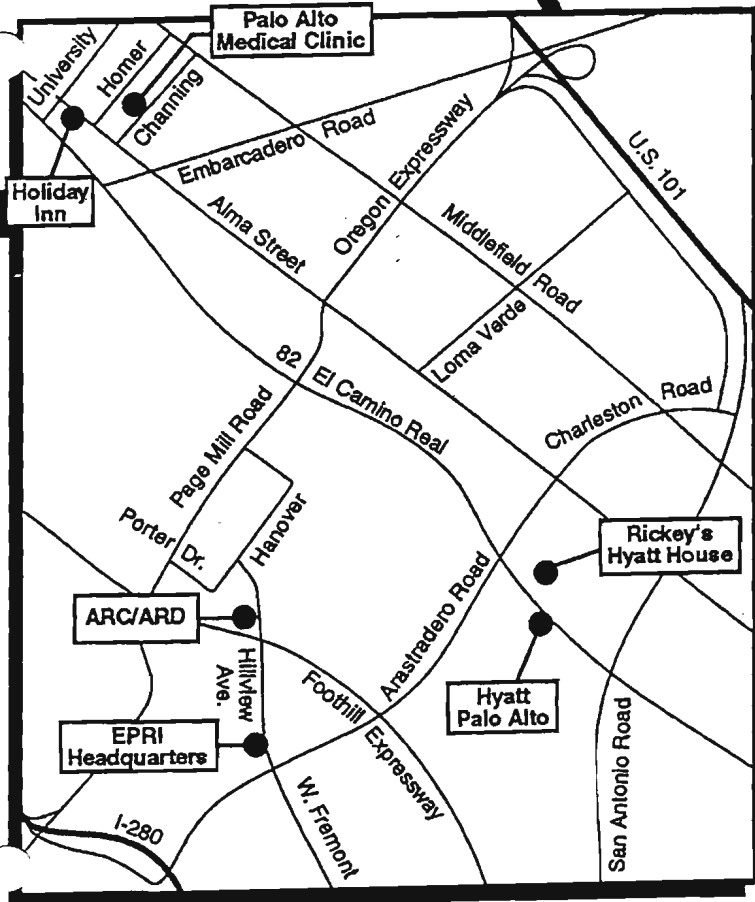 Palo Alto
Medical Clinic
University
Homer
Channing
Holiday
Inn
Embarcadero Road
Oregon Expressway
U.S. 101
Alma Street
Middlefield Road
Loma Verde
82
El Camino Real
Charleston Road
Page Mill Road
Porter Dr.
Hanover
Rickey's
Hyatt House
ARC/ARD
Arastradero Road
Hillview
Ave.
Foothill Expressway
Hyatt
Palo Alto
EPRI
Headquarters
San Antonio Road
W. Fremont
I-280